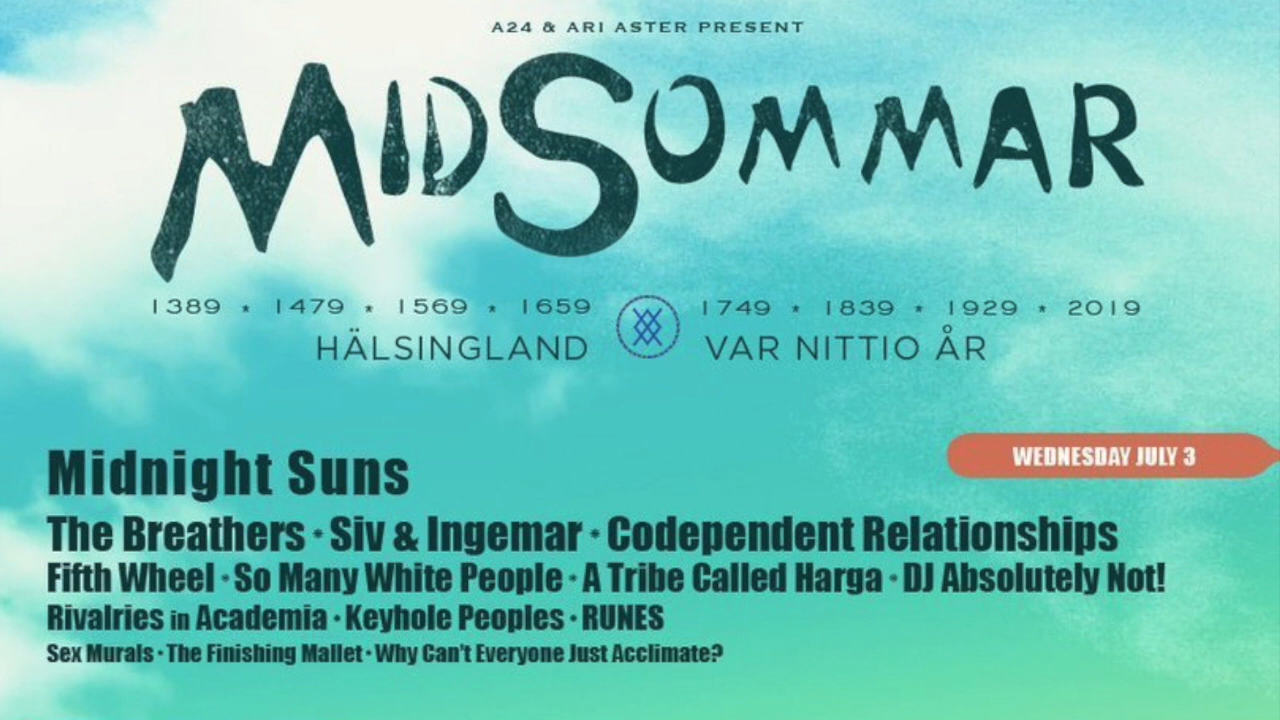 A24 & ARI ASTER PRESENT
MIDSOMMAR
1389 * 1479 * 1569 * 1659 1749 * 1839 * 1929 * 2019
HÄLSINGLAND VAR NITTIO ÅR
WEDNESDAY JULY 3
Midnight Suns
The Breathers • Siv & Ingemar • Codependent Relationships
Fifth Wheel • So Many White People • A Tribe Called Harga • DJ Absolutely Not!
Rivalries in Academia • Keyhole Peoples • RUNES
Sex Murals • The Finishing Mallet • Why Can't Everyone Just Acclimate?